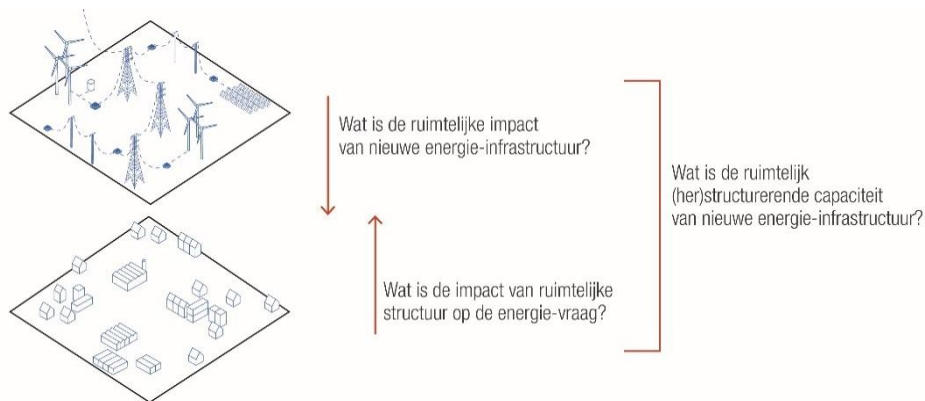 Wat is de ruimtelijke impact
van nieuwe energie-infrastructuur?
Wat is de impact van ruimtelijke
structuur op de energie-vraag?
Wat is de ruimtelijk
(her)structurerende capaciteit
van nieuwe energie-infrastructuur?